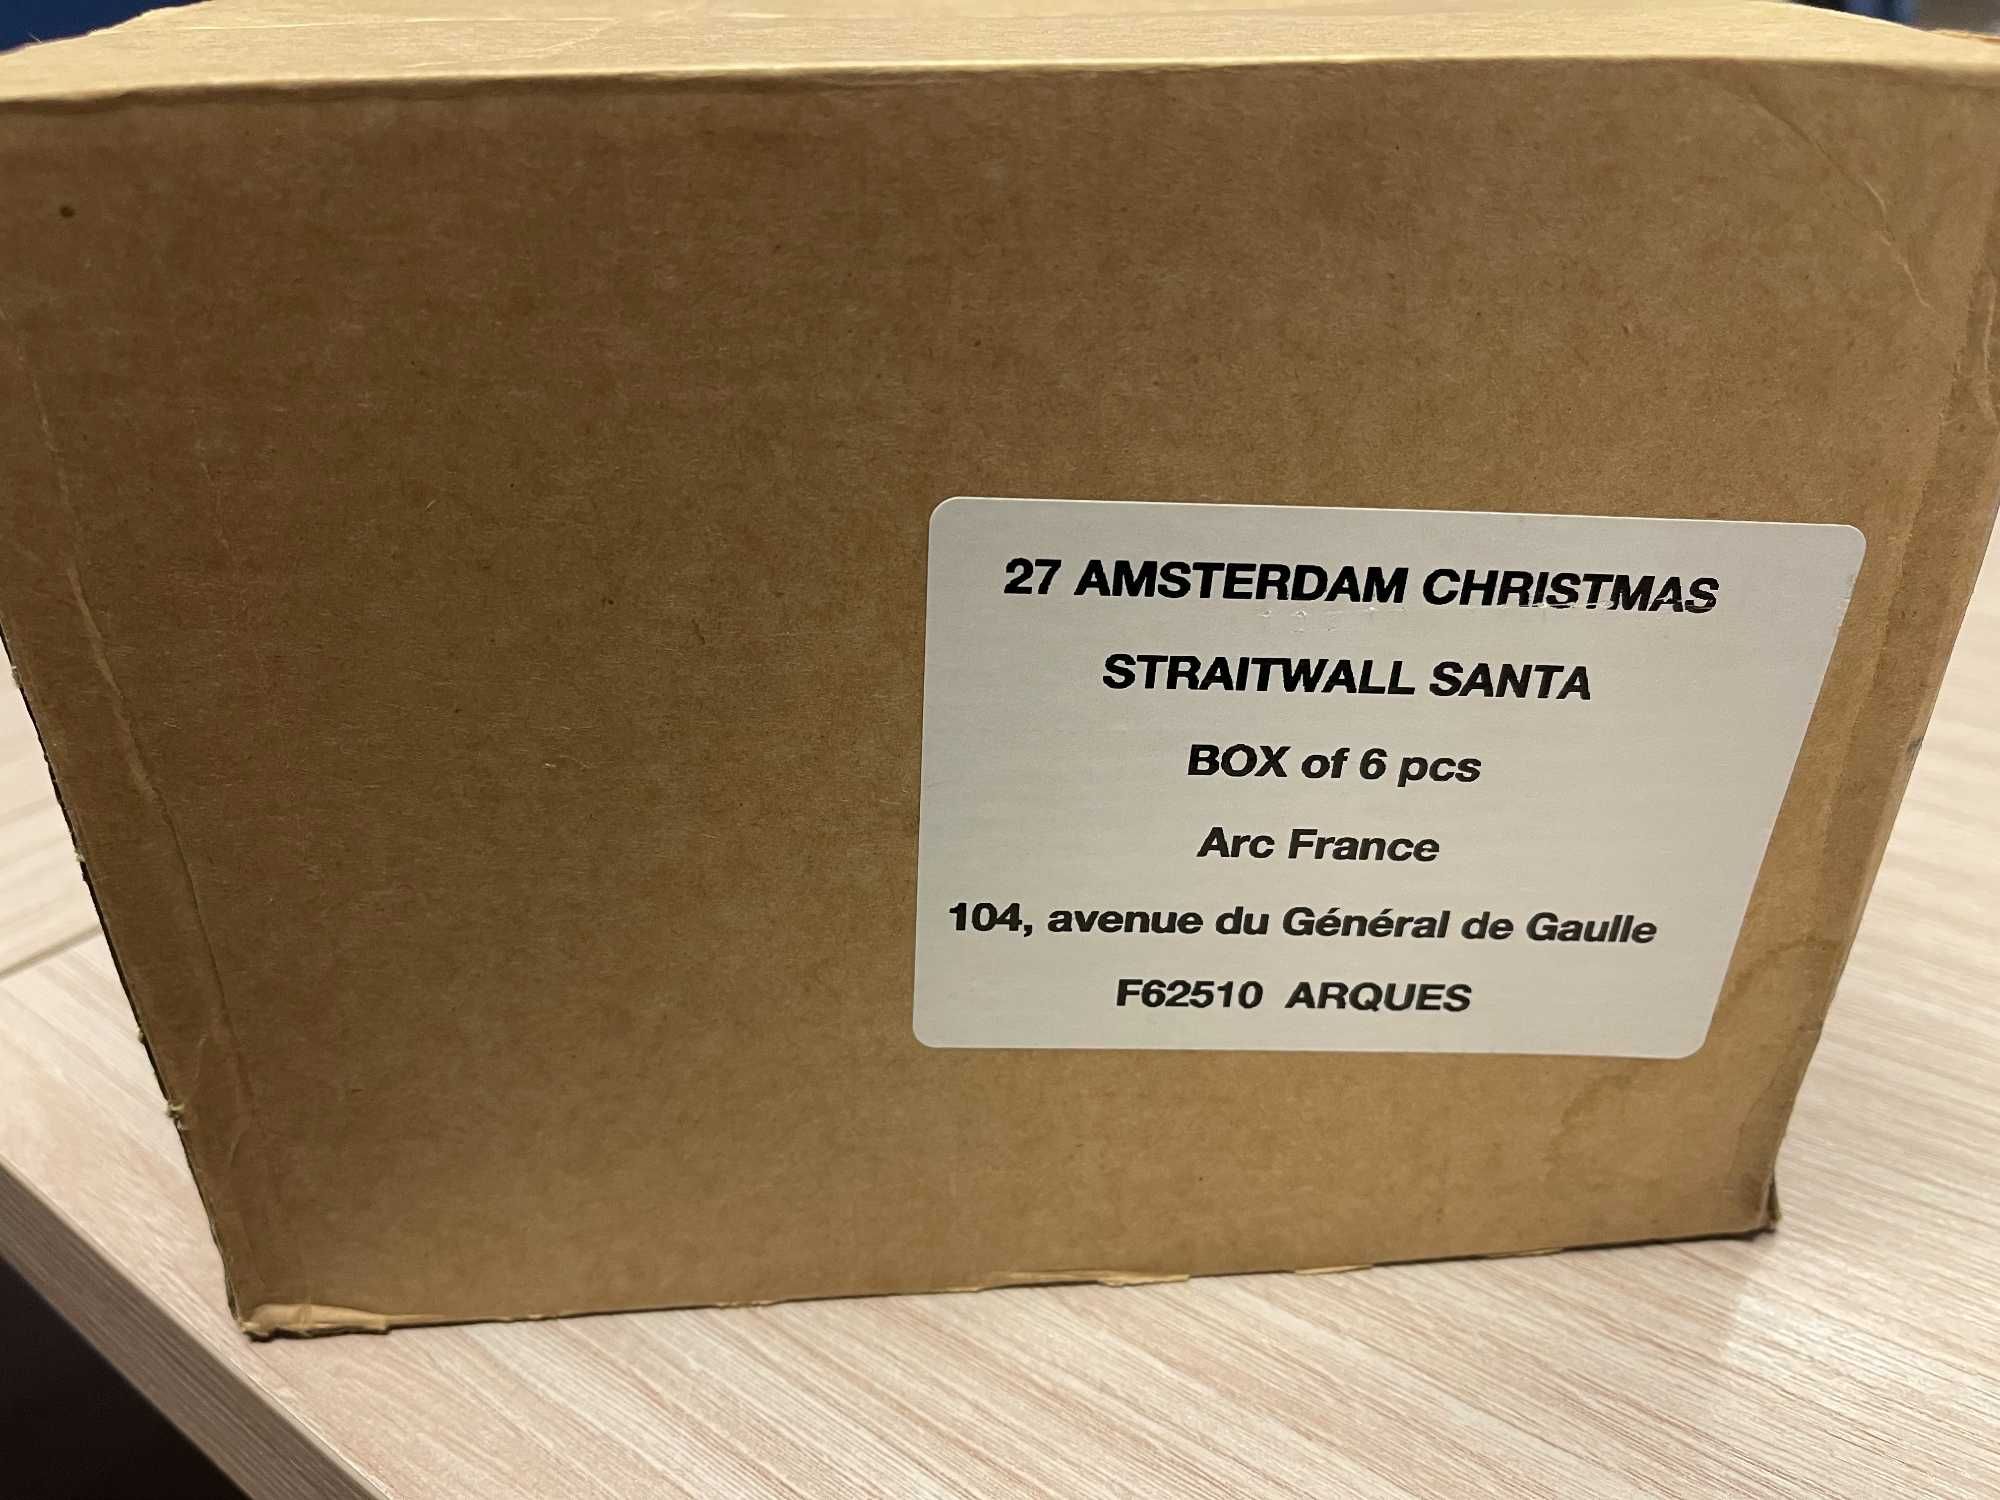 27 AMSTERDAM CHRISTMAS
STRAITWALL SANTA
BOX of 6 pcs
Arc France
104, avenue du Général de Gaulle
F62510 ARQUES